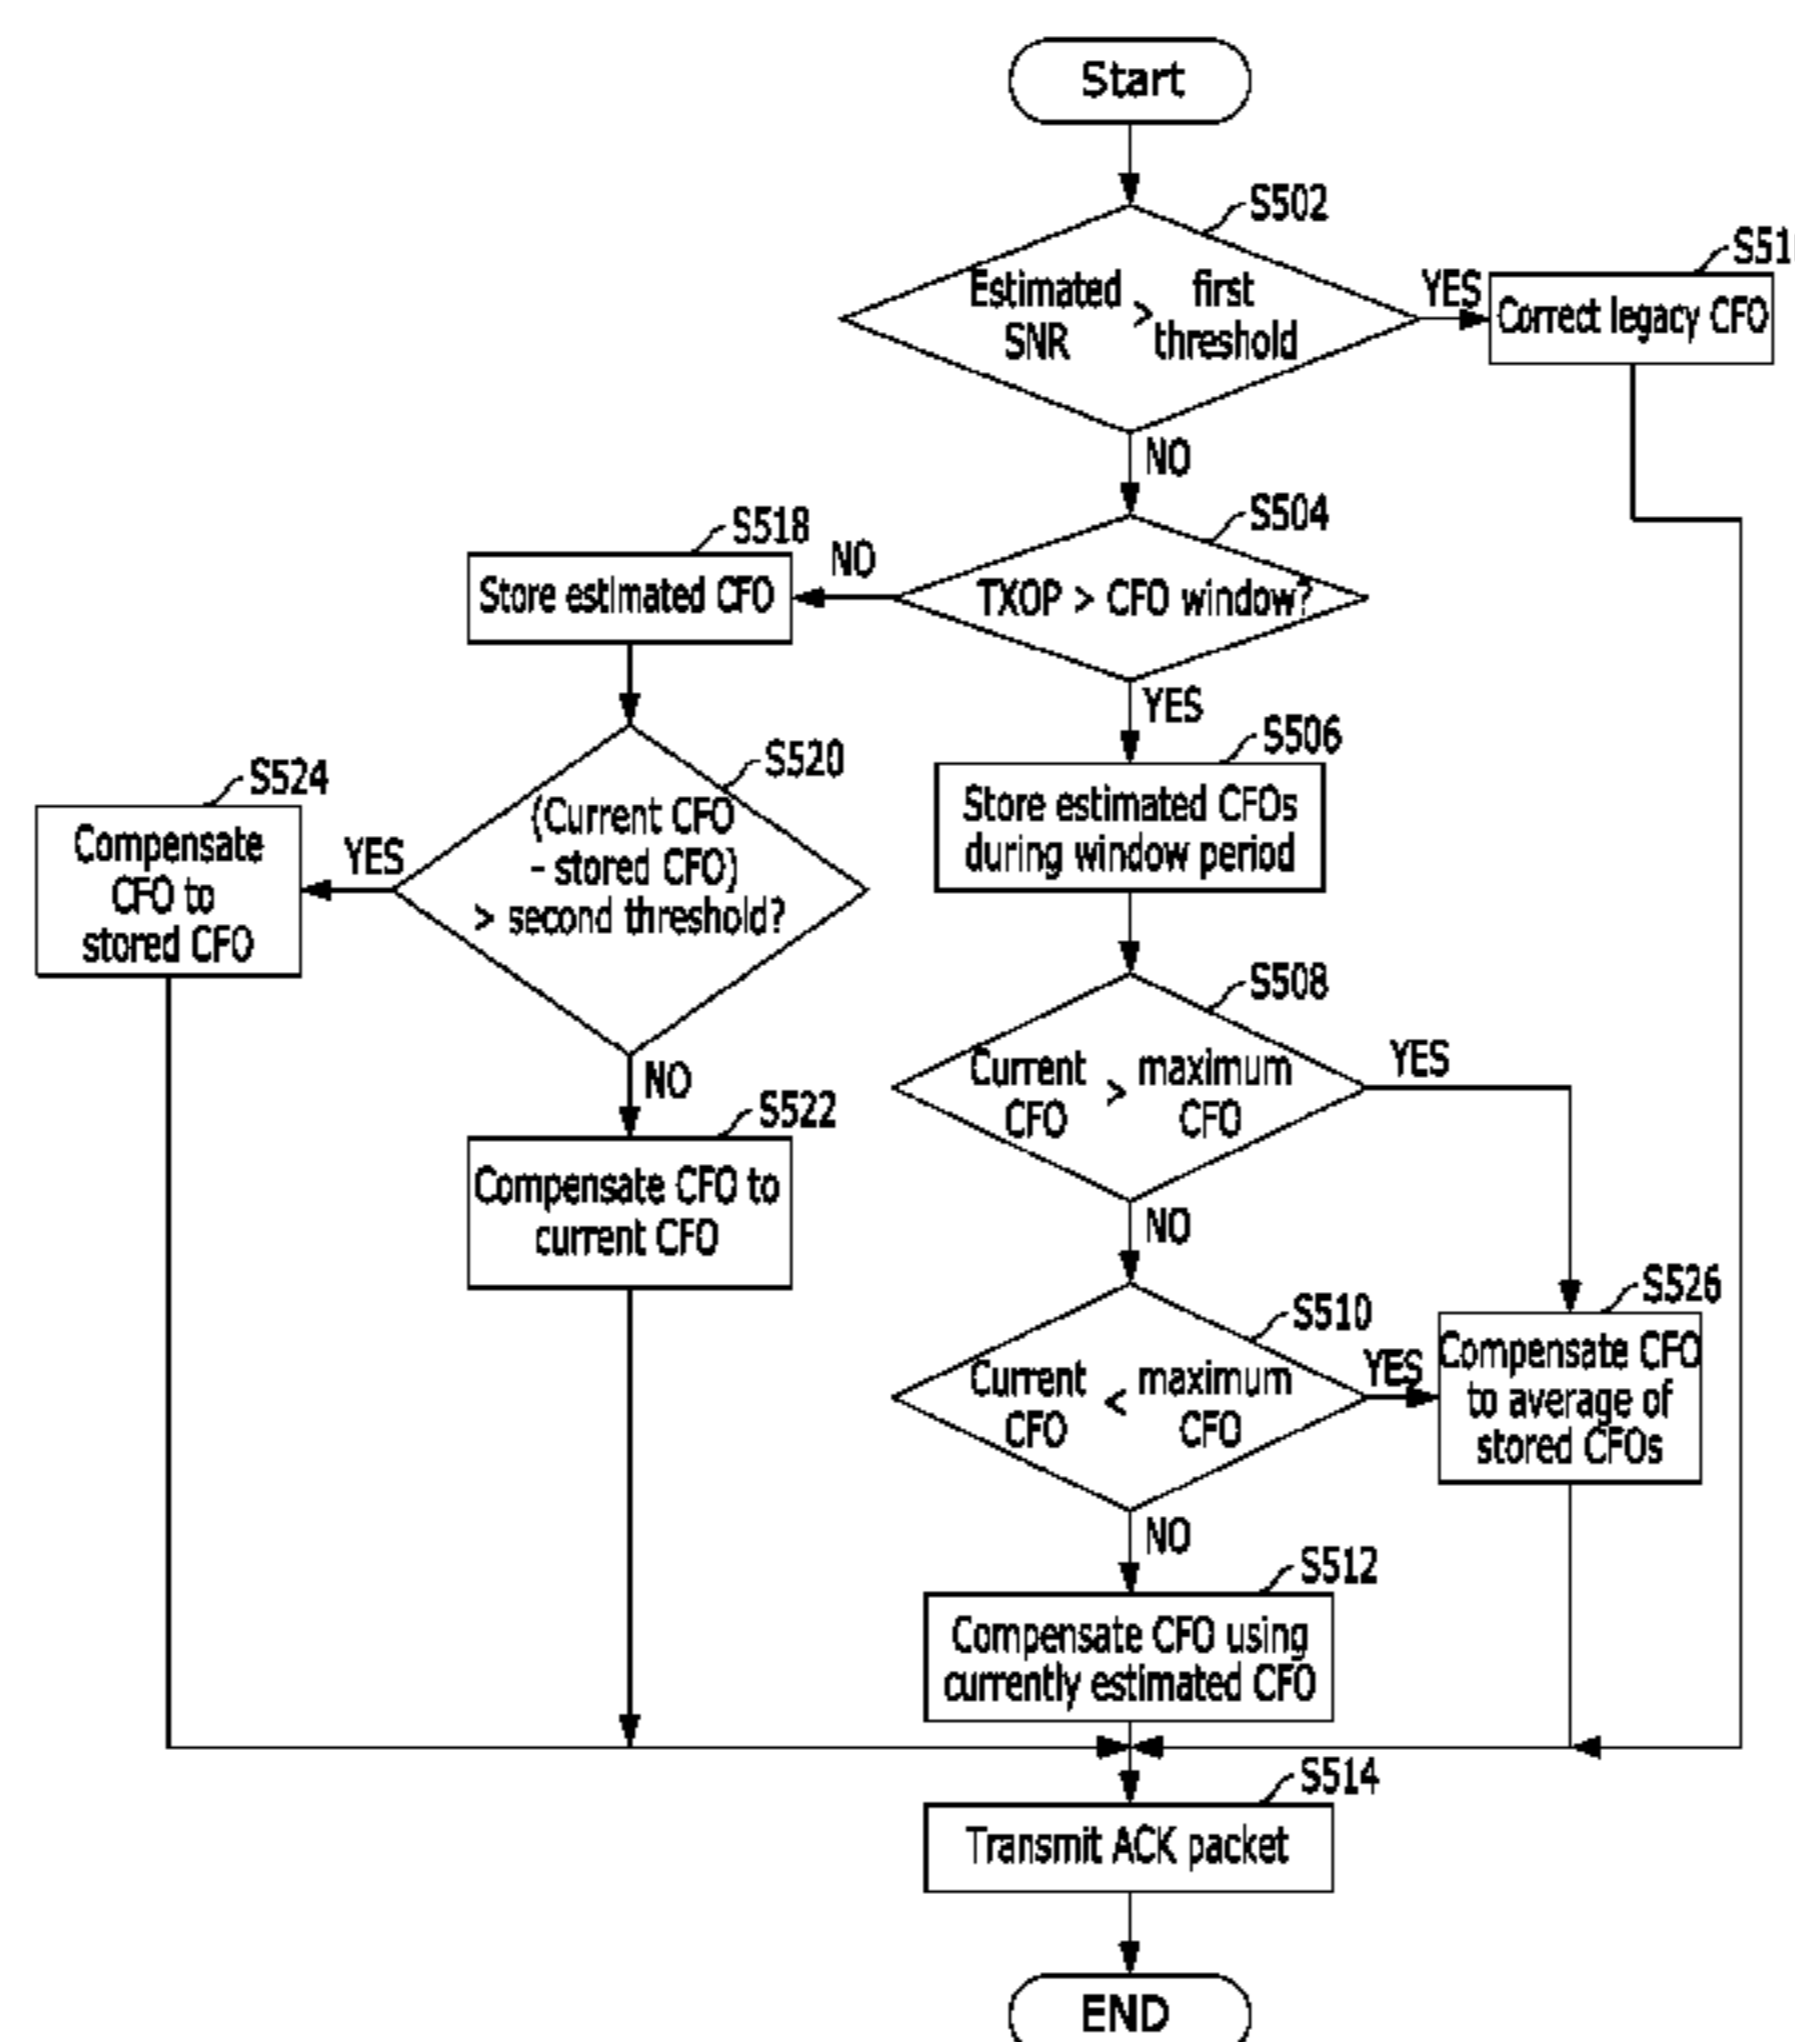 Start
S502
Estimated SNR > first threshold
YES
S51
Correct legacy CFO
NO
S504
TXOP > CFO window?
NO
S518
Store estimated CFO
YES
S506
Store estimated CFOs
during window period
S520
(Current CFO
- stored CFO)
> second threshold?
YES
S524
Compensate
CFO to
stored CFO
NO
S522
Compensate CFO to
current CFO
S508
Current CFO > maximum CFO
YES
NO
S510
Current CFO < maximum CFO
YES
S526
Compensate CFO
to average of
stored CFOs
NO
S512
Compensate CFO using
currently estimated CFO
S514
Transmit ACK packet
END